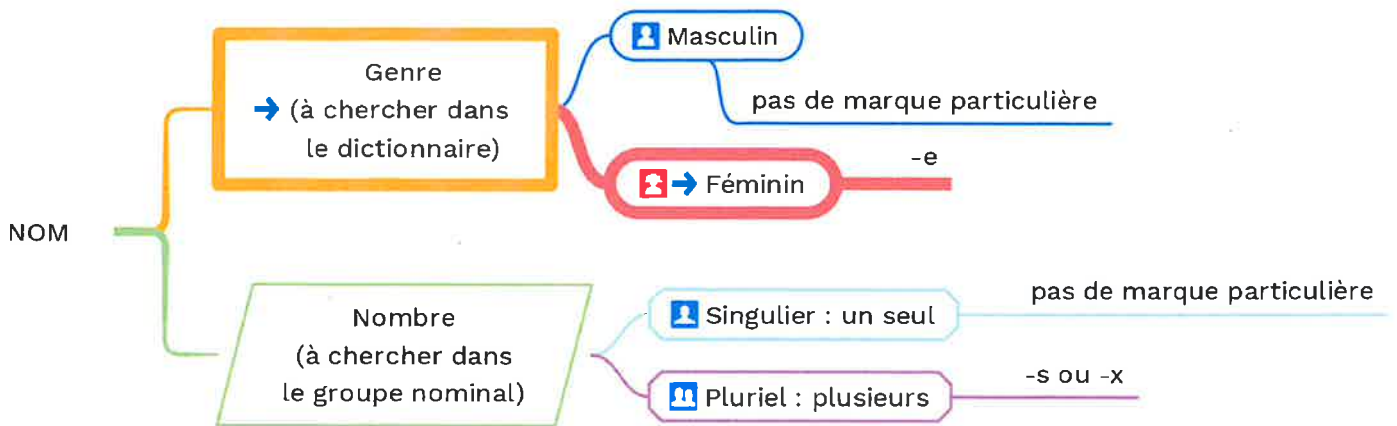 NOM
Genre
(à chercher dans
le dictionnaire)
Masculin
pas de marque particulière
Féminin
-e
Nombre
(à chercher dans
le groupe nominal)
Singulier : un seul
pas de marque particulière
Pluriel : plusieurs
-s ou -x